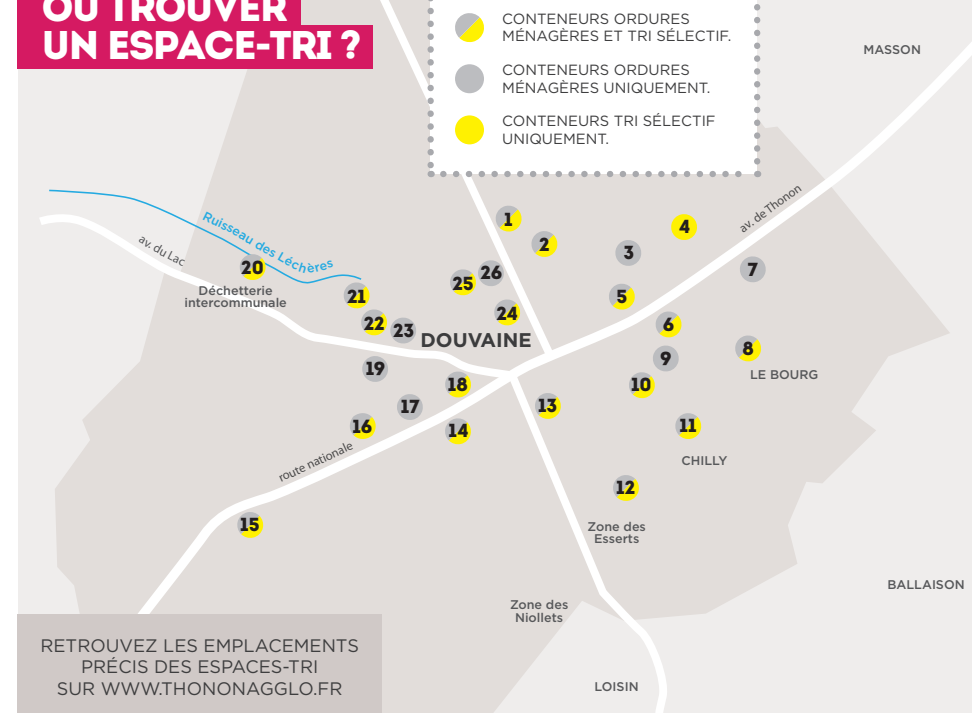 OÙ TROUVER
UN ESPACE-TRI ?
CONTENEURS ORDURES
MÉNAGÈRES ET TRI SÉLECTIF.
CONTENEURS ORDURES
MÉNAGÈRES UNIQUEMENT.
CONTENEURS TRI SÉLECTIF
UNIQUEMENT.
MASSON
av. de Thonon
1
2
3
4
5
6
7
8
LE BOURG
9
10
11
CHILLY
12
Zone des
Esserts
13
14
15
16
17
18
19
20
Déchetterie
intercommunale
21
22
23
24
25
26
DOUVAINE
Ruisseau des Léchères
av. du Lac
route nationale
Zone des
Niollets
BALLAISON
LOISIN
RETROUVEZ LES EMPLACEMENTS
PRÉCIS DES ESPACES-TRI
SUR WWW.THONONAGGLO.FR